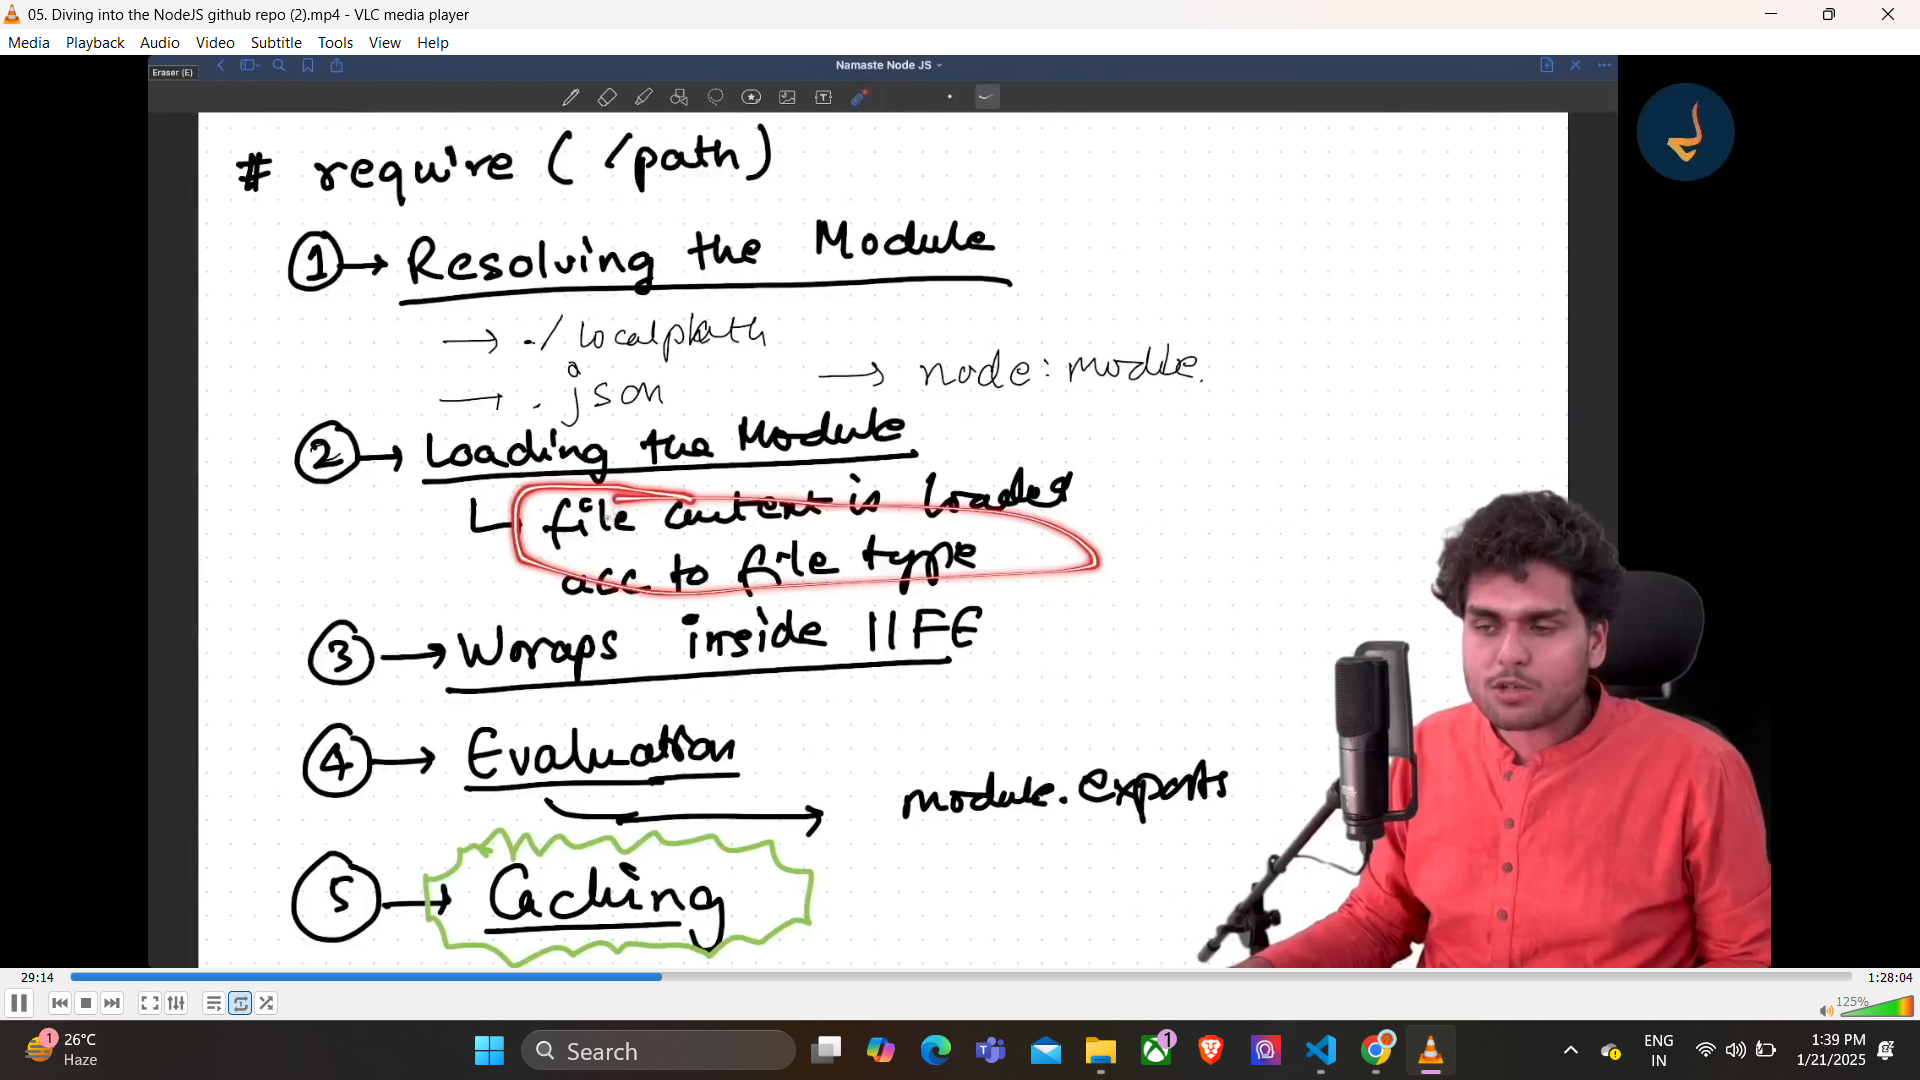 05. Diving into the NodeJS github repo (2).mp4 - VLC media player
Media Playback Audio Video Subtitle Tools View Help
Eraser (E)
Namaste Node JS
# require ( /path)
1 → Resolving the Module
→ ./localpath
→ .json → node: module.
2 → Loading the Module
file content is loaded
acc to file type
3 → Wraps inside IIFE
4 → Evaluation
module.exports
5 → Caching
29:14
1:28:04
125%
1
26°C
Haze
Search
1
ENG
IN
1:39 PM
1/21/2025